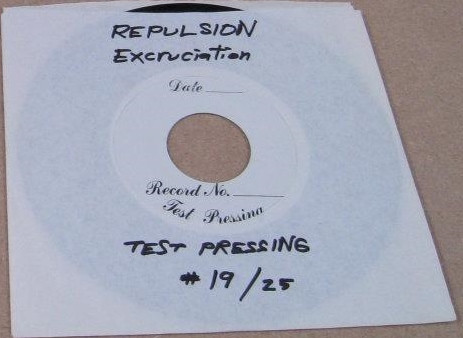 REPULSION
Excruciation
Date
Record No.
Test Pressing
TEST PRESSING
# 19/25